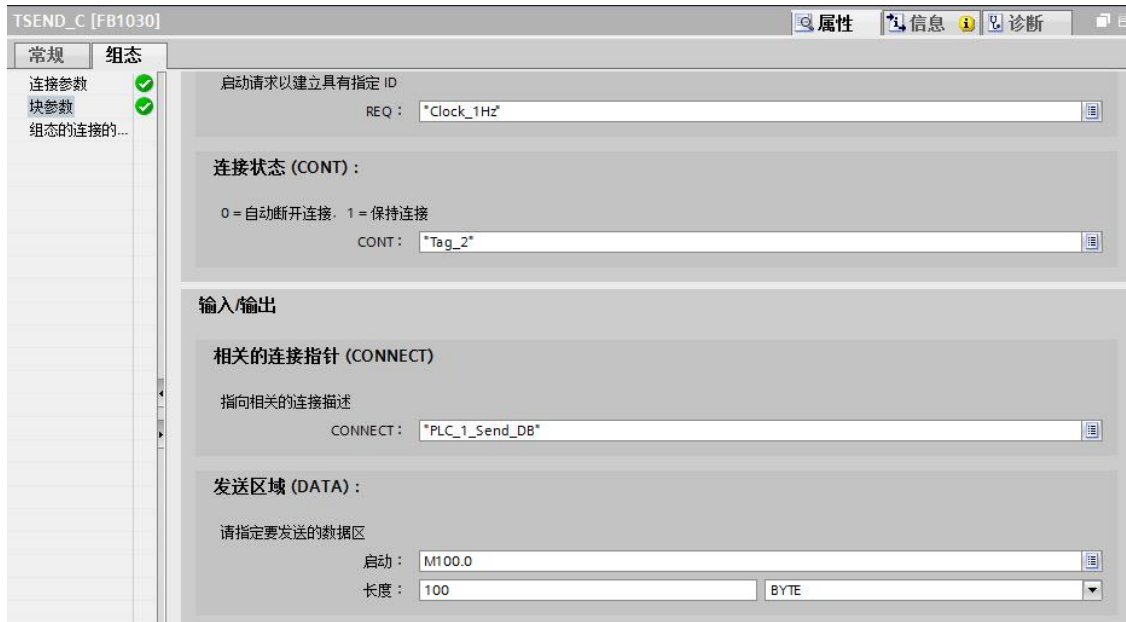 TSEND_C [FB1030]
属性 信息 诊断
常规 组态
连接参数
块参数
组态的连接的...
启动请求以建立具有指定 ID
REQ： "Clock_1Hz"
连接状态 (CONT)：
0 = 自动断开连接. 1 = 保持连接
CONT： "Tag_2"
输入/输出
相关的连接指针 (CONNECT)
指向相关的连接描述
CONNECT： "PLC_1_Send_DB"
发送区域 (DATA)：
请指定要发送的数据区
启动： M100.0
长度： 100 BYTE